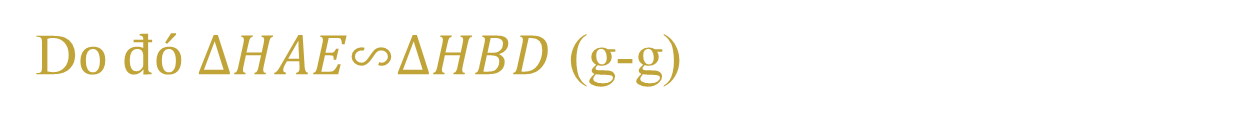 Do đó ΔHAE∽ΔHBD (g-g)